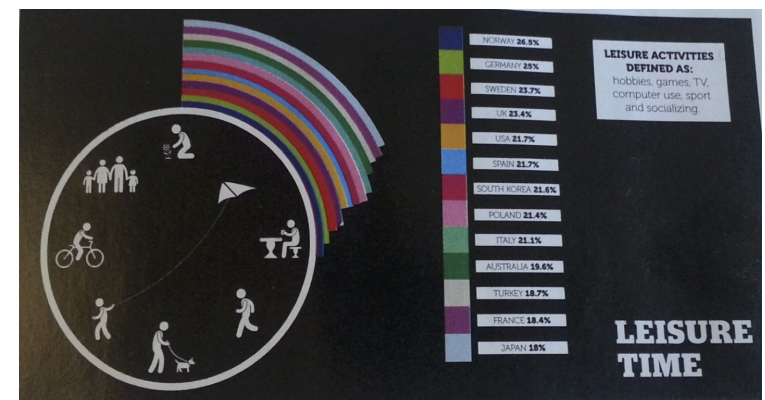 NORWAY 26.5%
GERMANY 25%
SWEDEN 23.7%
UK 23.4%
USA 21.7%
SPAIN 21.7%
SOUTH KOREA 21.6%
POLAND 21.4%
ITALY 21.1%
AUSTRALIA 19.6%
TURKEY 18.7%
FRANCE 18.4%
JAPAN 18%
LEISURE ACTIVITIES
DEFINED AS:
hobbies, games, TV,
computer use, sport
and socializing.
LEISURE
TIME